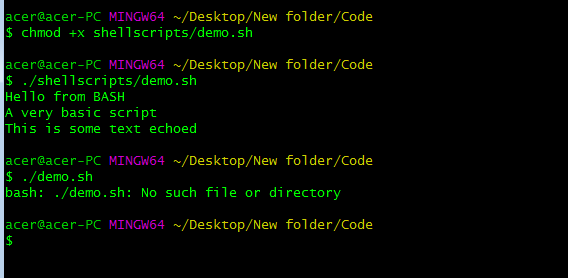 acer@acer-PC MINGW64 ~/Desktop/New folder/Code
$ chmod +x shellscripts/demo.sh
acer@acer-PC MINGW64 ~/Desktop/New folder/Code
$ ./shellscripts/demo.sh
Hello from BASH
A very basic script
This is some text echoed
acer@acer-PC MINGW64 ~/Desktop/New folder/Code
$ ./demo.sh
bash: ./demo.sh: No such file or directory
acer@acer-PC MINGW64 ~/Desktop/New folder/Code
$